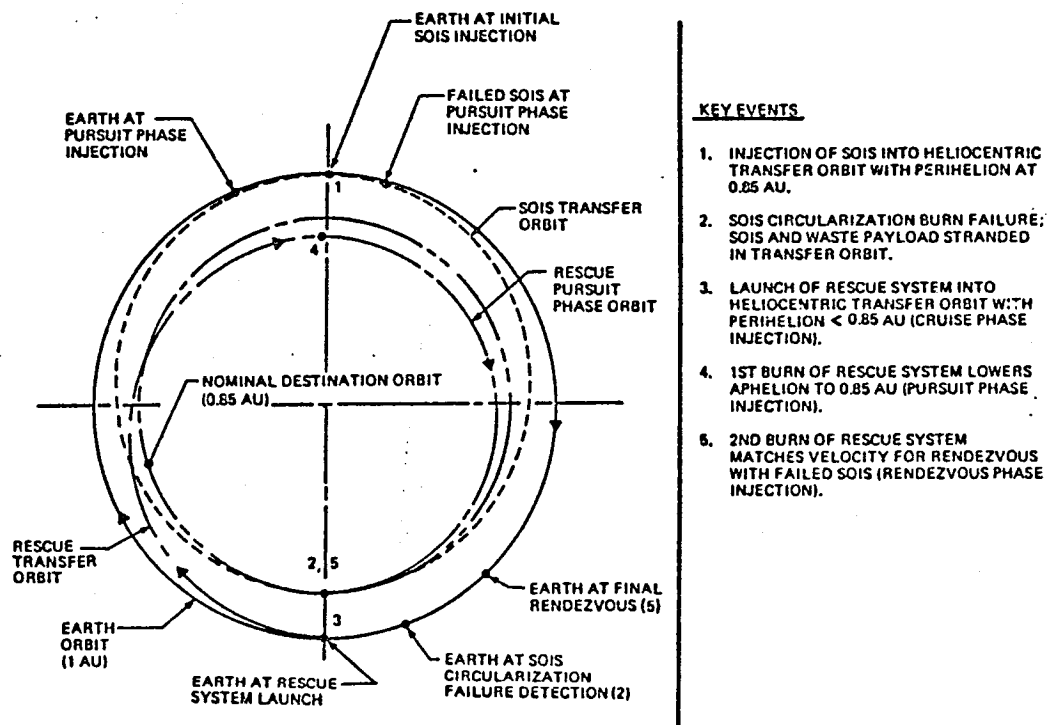 EARTH AT INITIAL
SOIS INJECTION
FAILED SOIS AT
PURSUIT PHASE
INJECTION
EARTH AT
PURSUIT PHASE
INJECTION
1
SOIS TRANSFER
ORBIT
4
RESCUE
PURSUIT
PHASE ORBIT
NOMINAL DESTINATION ORBIT
(0.85 AU)
RESCUE
TRANSFER
ORBIT
2, 5
EARTH AT FINAL
RENDEZVOUS (5)
3
EARTH
ORBIT
(1 AU)
EARTH AT SOIS
CIRCULARIZATION
FAILURE DETECTION (2)
EARTH AT RESCUE
SYSTEM LAUNCH
KEY EVENTS
1. INJECTION OF SOIS INTO HELIOCENTRIC
TRANSFER ORBIT WITH PERIHELION AT
0.85 AU.
2. SOIS CIRCULARIZATION BURN FAILURE;
SOIS AND WASTE PAYLOAD STRANDED
IN TRANSFER ORBIT.
3. LAUNCH OF RESCUE SYSTEM INTO
HELIOCENTRIC TRANSFER ORBIT WITH
PERIHELION < 0.85 AU (CRUISE PHASE
INJECTION).
4. 1ST BURN OF RESCUE SYSTEM LOWERS
APHELION TO 0.85 AU (PURSUIT PHASE
INJECTION).
5. 2ND BURN OF RESCUE SYSTEM
MATCHES VELOCITY FOR RENDEZVOUS
WITH FAILED SOIS (RENDEZVOUS PHASE
INJECTION).